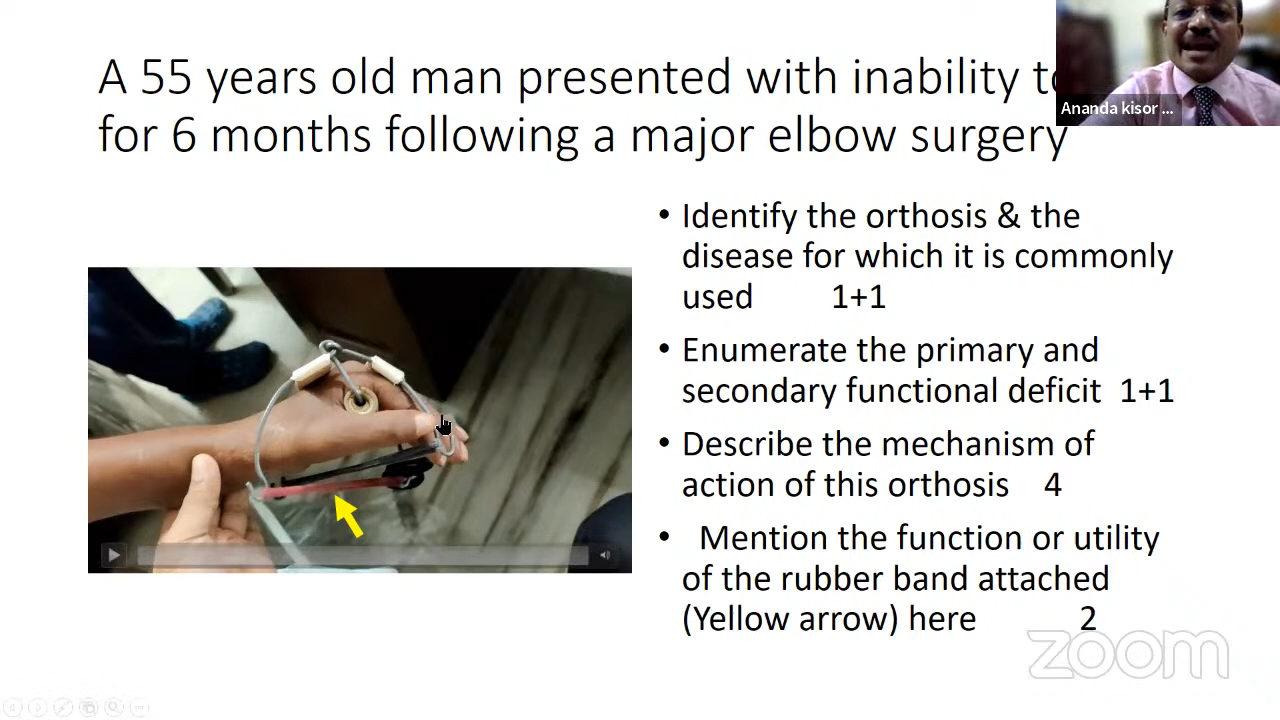 A 55 years old man presented with inability to
for 6 months following a major elbow surgery
Ananda kisor ...
• Identify the orthosis & the
disease for which it is commonly
used 1+1
• Enumerate the primary and
secondary functional deficit 1+1
• Describe the mechanism of
action of this orthosis 4
• Mention the function or utility
of the rubber band attached
(Yellow arrow) here 2
zoom